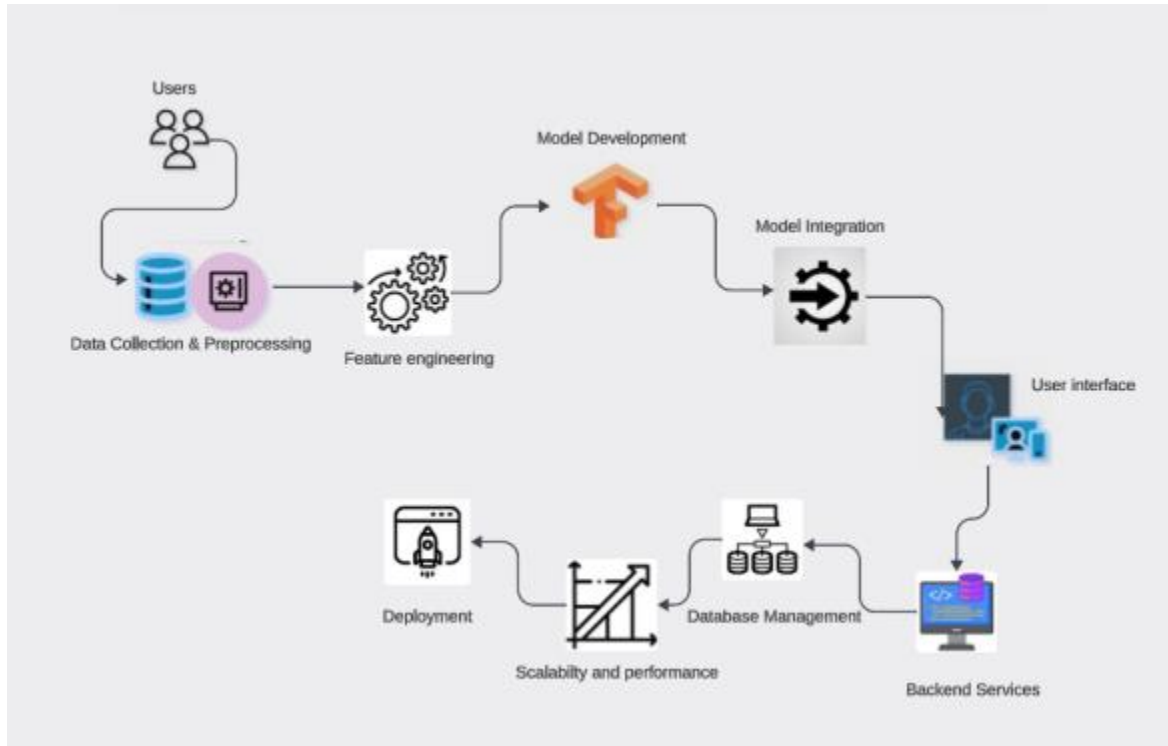 Users
Data Collection & Preprocessing
Feature engineering
Model Development
Model Integration
User interface
Backend Services
Database Management
Scalabilty and performance
Deployment